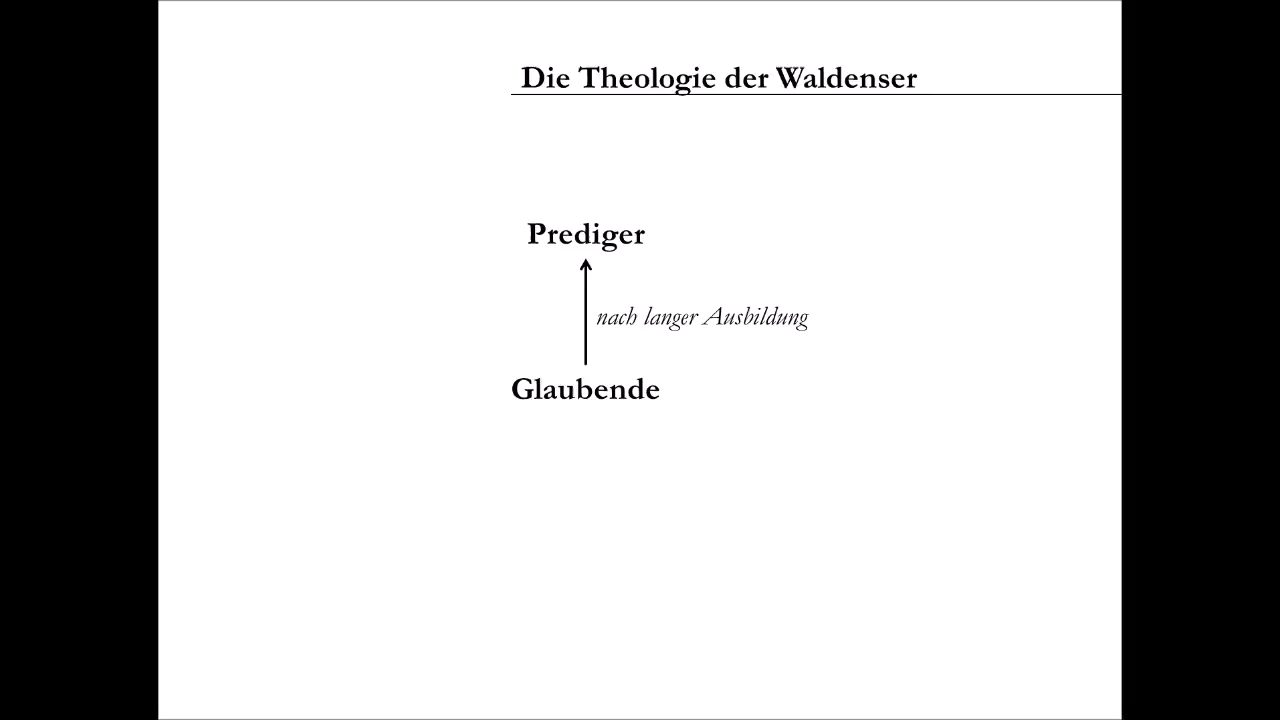 Die Theologie der Waldenser
Prediger
nach langer Ausbildung
Glaubende